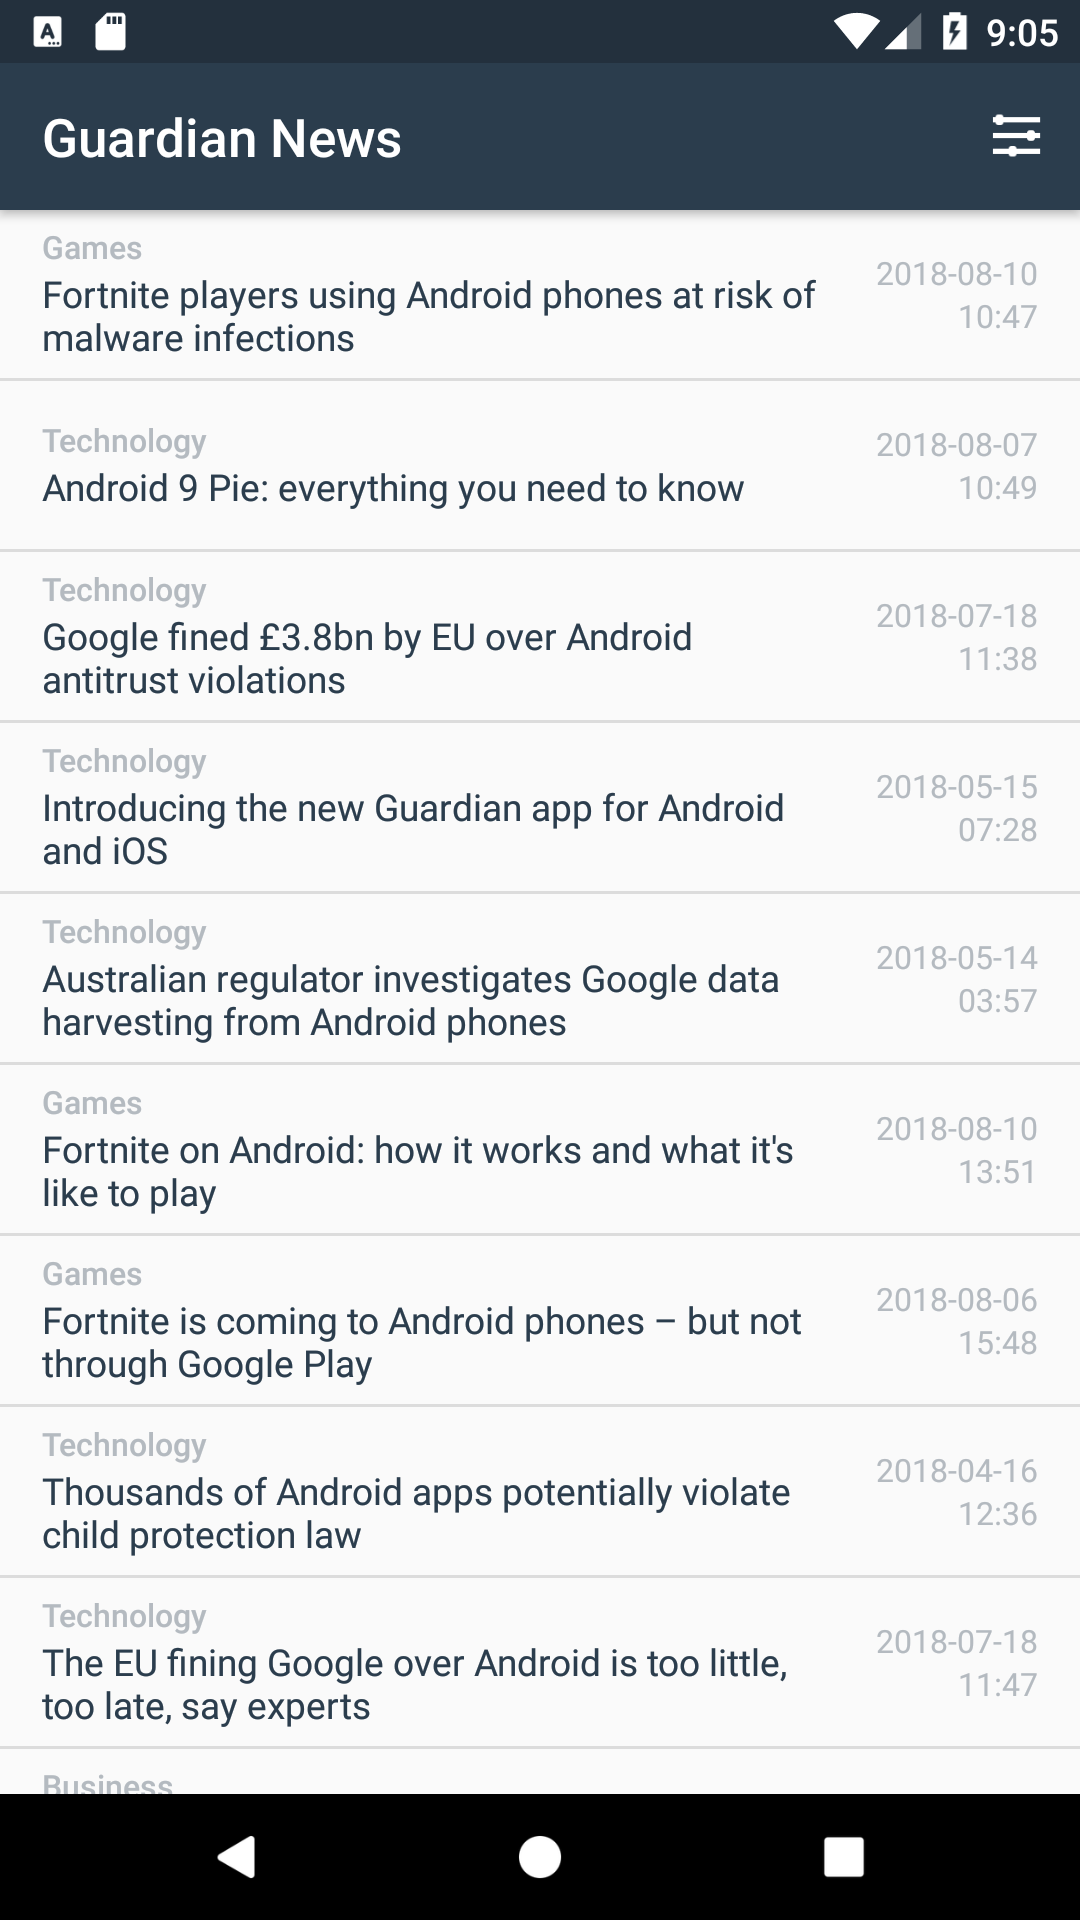 9:05
Guardian News
Games
Fortnite players using Android phones at risk of
malware infections
2018-08-10
10:47
Technology
Android 9 Pie: everything you need to know
2018-08-07
10:49
Technology
Google fined £3.8bn by EU over Android
antitrust violations
2018-07-18
11:38
Technology
Introducing the new Guardian app for Android
and iOS
2018-05-15
07:28
Technology
Australian regulator investigates Google data
harvesting from Android phones
2018-05-14
03:57
Games
Fortnite on Android: how it works and what it's
like to play
2018-08-10
13:51
Games
Fortnite is coming to Android phones – but not
through Google Play
2018-08-06
15:48
Technology
Thousands of Android apps potentially violate
child protection law
2018-04-16
12:36
Technology
The EU fining Google over Android is too little,
too late, say experts
2018-07-18
11:47
Business